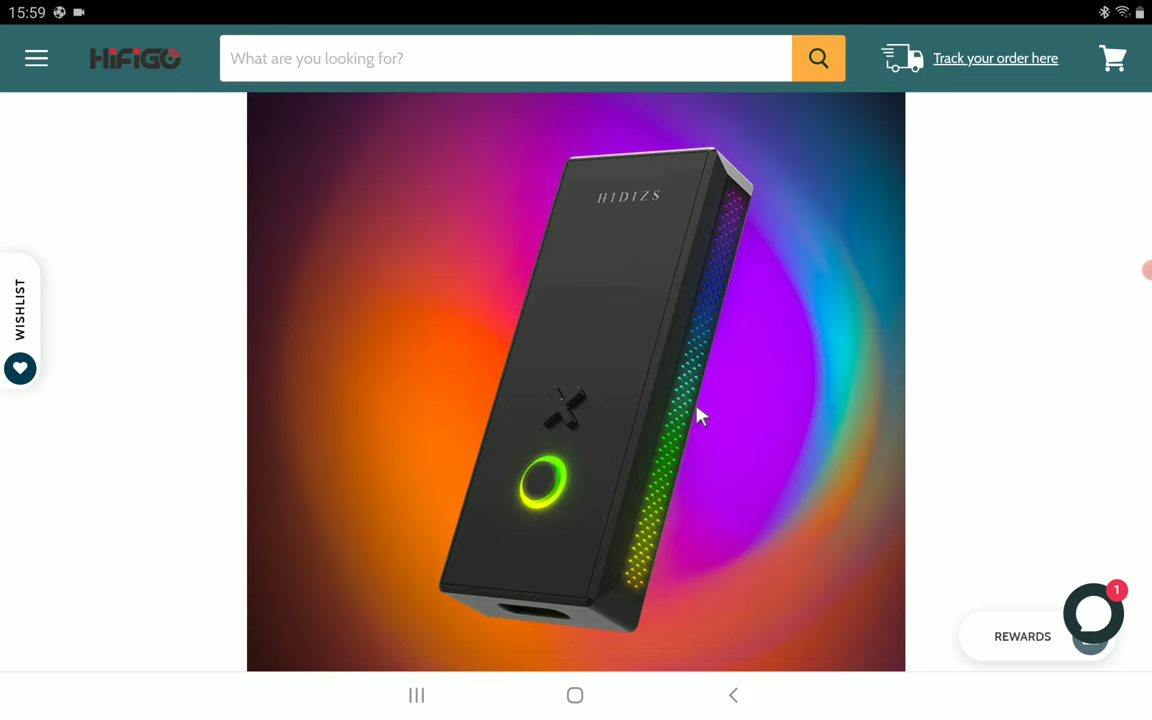 15:59
HiFiGO
What are you looking for?
Track your order here
HIDIZS
WISHLIST
1
REWARDS